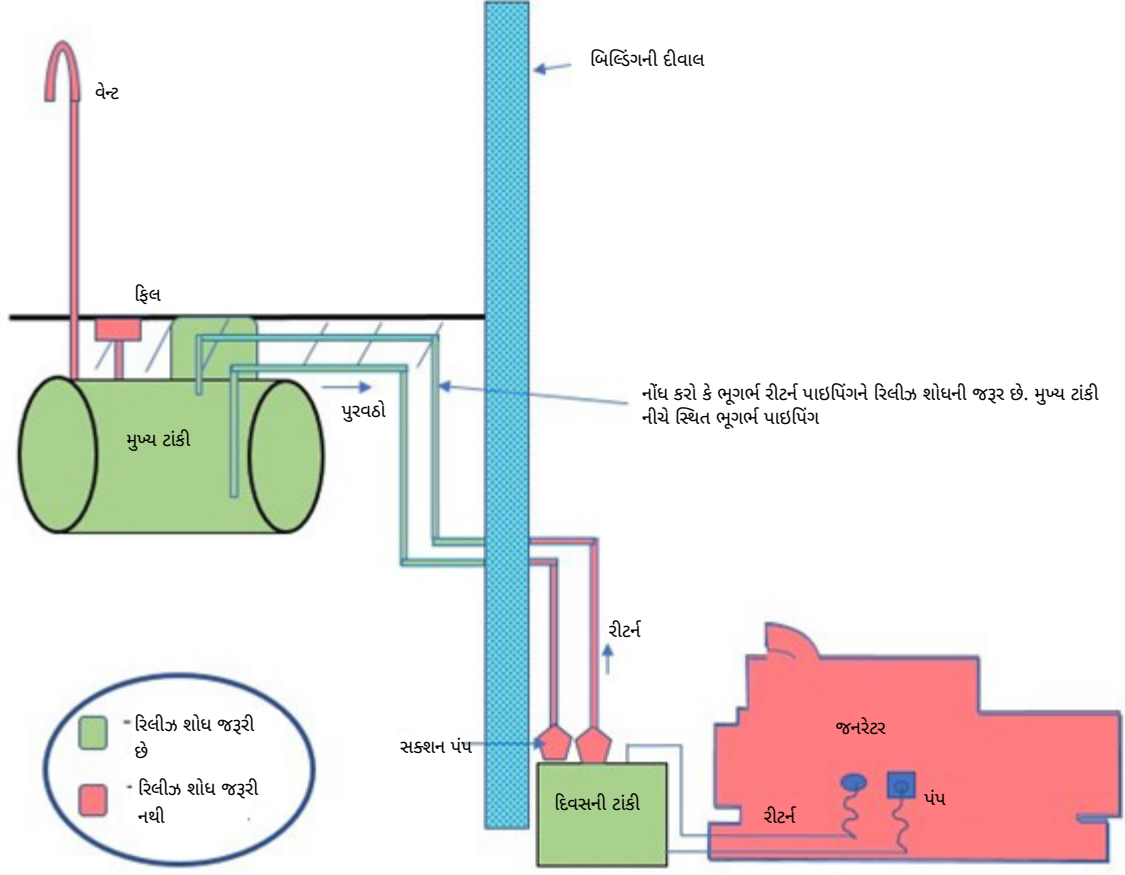 બિલ્ડિંગની દીવાલ
વેન્ટ
ફિલ
નોંધ કરો કે ભૂગર્ભ રીટર્ન પાઇપિંગને રિલીઝ શોધની જરૂર છે. મુખ્ય ટાંકી
નીચે સ્થિત ભૂગર્ભ પાઇપિંગ
પુરવઠો
મુખ્ય ટાંકી
રીટર્ન
- રિલીઝ શોધ જરૂરી
છે
- રિલીઝ શોધ જરૂરી
નથી
સક્શન પંપ
દિવસની ટાંકી
જનરેટર
પંપ
રીટર્ન